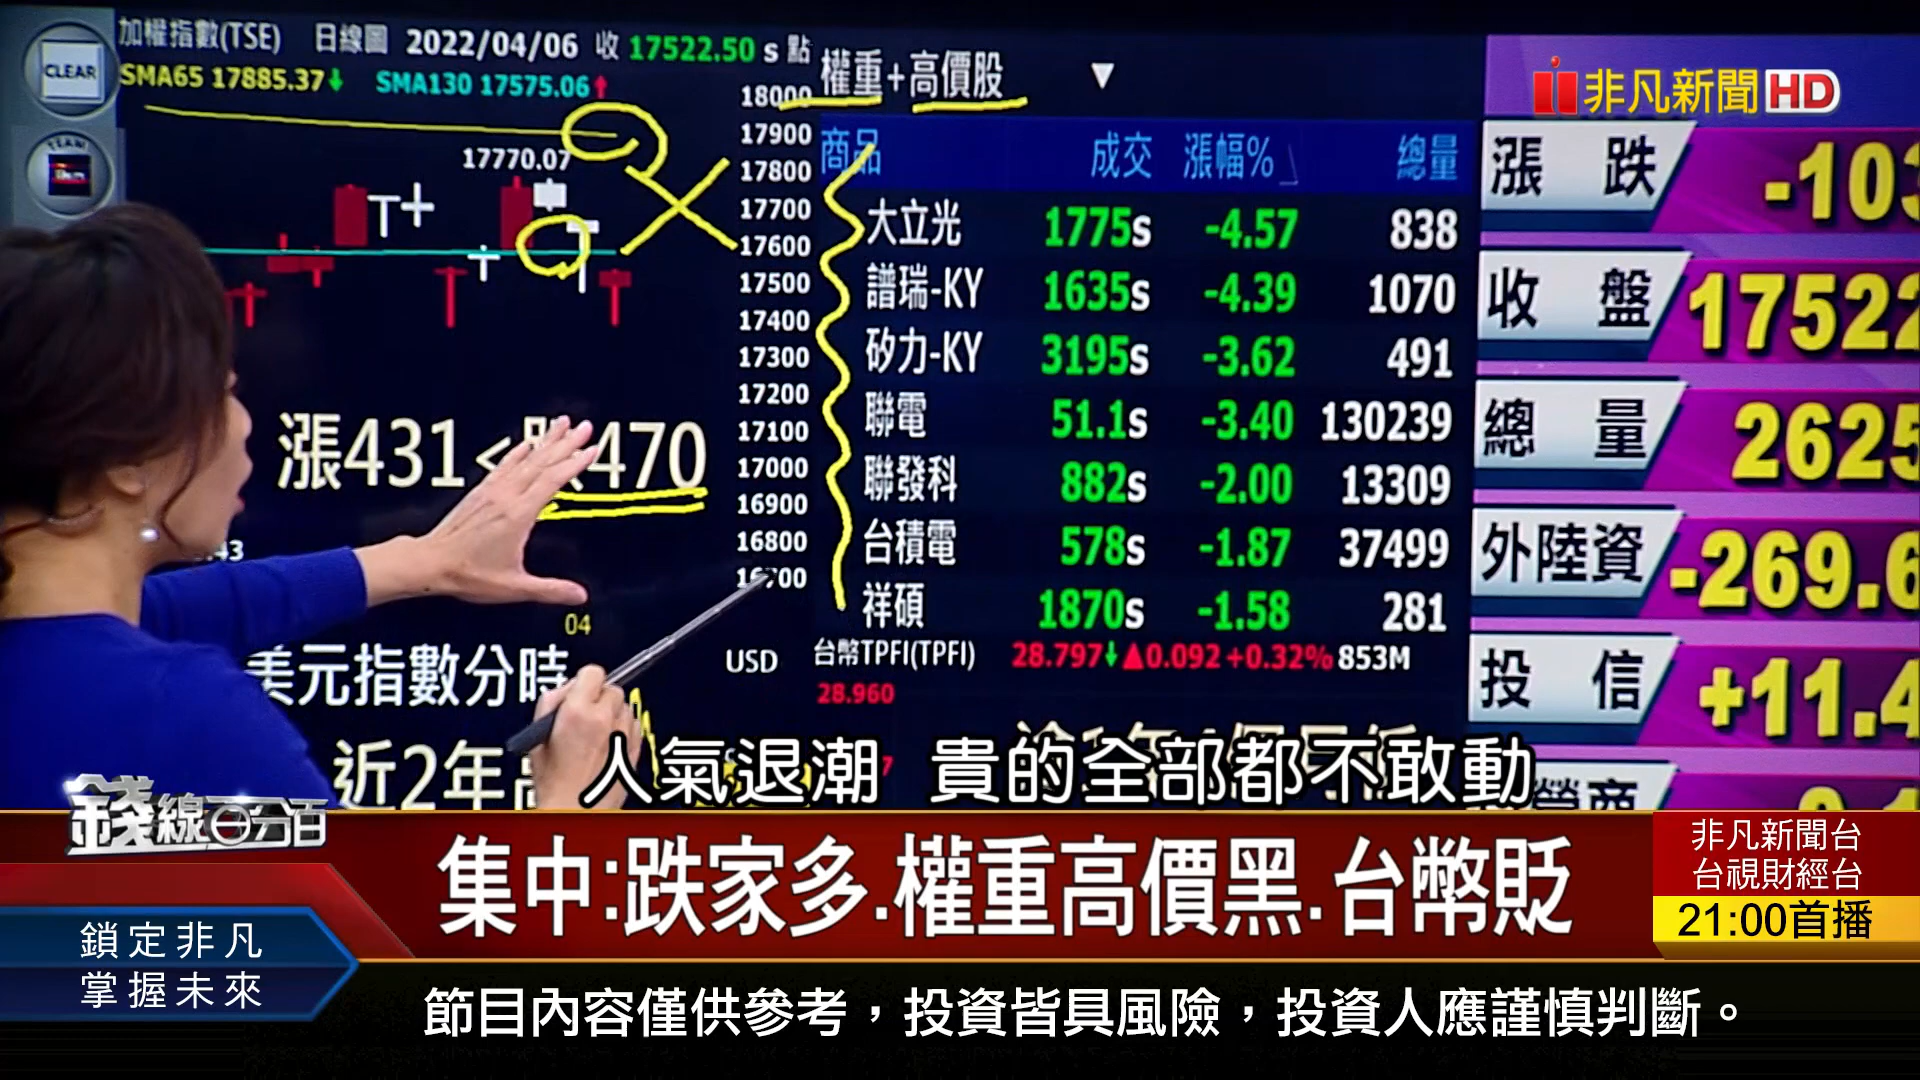 加權指數(TSE) 日線圖 2022/04/06 收 17522.50 s 點
SMA65 17885.37↓ SMA130 17575.06↑
CLEAR
17770.07
18000
17900
17800
17700
17600
17500
17400
17300
17200
17100
17000
16900
16800
16700
漲431<跌470
04
權重+高價股 ▼
商品 成交 漲幅% 總量
大立光 1775s -4.57 838
譜瑞-KY 1635s -4.39 1070
矽力-KY 3195s -3.62 491
聯電 51.1s -3.40 130239
聯發科 882s -2.00 13309
台積電 578s -1.87 37499
祥碩 1870s -1.58 281
台幣TPFI(TPFI) 28.797↓▲0.092 +0.32% 853M
28.960
美元指數分時 USD
近2年高
非凡新聞HD
漲跌 -103
收盤 17522
總量 2625
外陸資 -269.6
投信 +11.4
人氣退潮 貴的全部都不敢動
錢線百分百
集中:跌家多.權重高價黑.台幣貶
非凡新聞台
台視財經台
21:00首播
鎖定非凡
掌握未來
節目內容僅供參考，投資皆具風險，投資人應謹慎判斷。